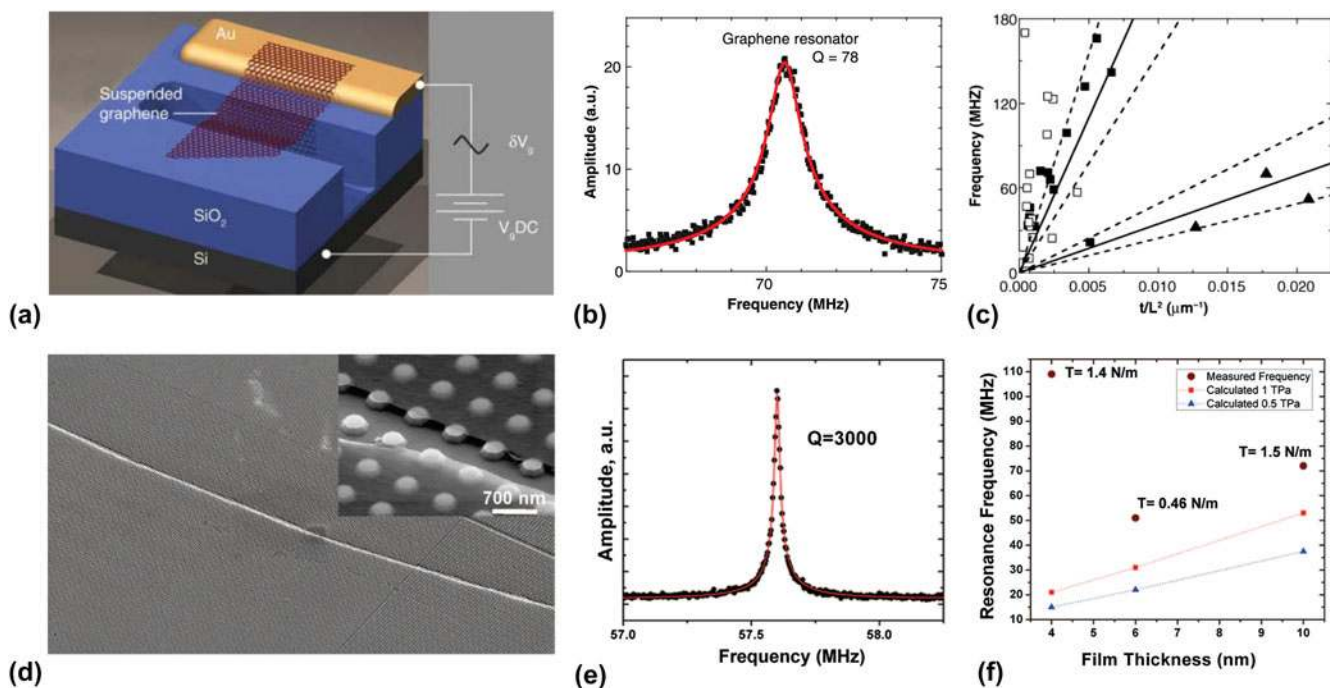 Au
Suspended
graphene
SiO2
Si
δVg
VgDC
(a)
Graphene resonator
Q = 78
Amplitude (a.u.)
20
10
0
70
75
Frequency (MHz)
(b)
Frequency (MHZ)
180
120
60
0
0.000
0.005
0.010
0.015
0.020
t/L² (μm⁻¹)
(c)
700 nm
(d)
Q=3000
Amplitude, a.u.
57.0
57.5
58.0
Frequency (MHz)
(e)
Resonance Frequency (MHz)
110
100
90
80
70
60
50
40
30
20
10
T= 1.4 N/m
Measured Frequency
Calculated 1 TPa
Calculated 0.5 TPa
T= 1.5 N/m
T= 0.46 N/m
4
5
6
7
8
9
10
Film Thickness (nm)
(f)